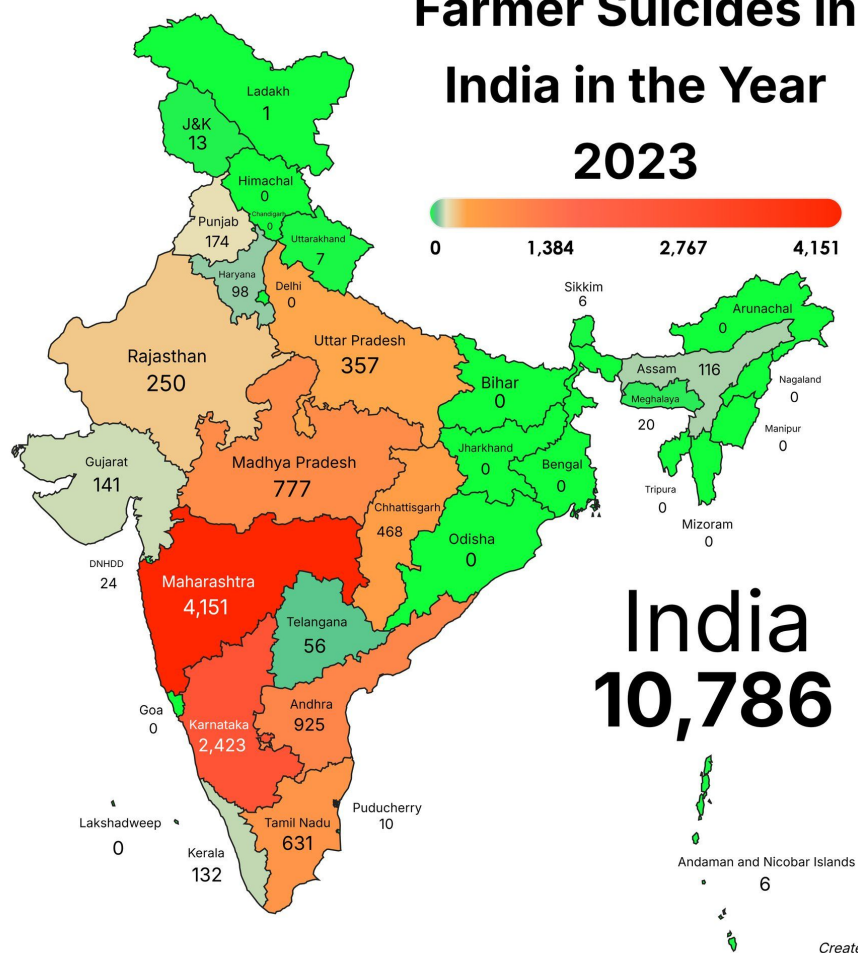 Farmer Suicides in
India in the Year
2023
0 1,384 2,767 4,151
Ladakh
1
J&K
13
Himachal
0
Chandigarh
0
Punjab
174
Uttarakhand
7
Haryana
98
Delhi
0
Sikkim
6
Arunachal
0
Uttar Pradesh
357
Rajasthan
250
Bihar
0
Assam 116
Meghalaya
20
Nagaland
0
Manipur
0
Jharkhand
0
Bengal
0
Tripura
0
Mizoram
0
Gujarat
141
Madhya Pradesh
777
Chhattisgarh
468
Odisha
0
DNHDD
24
Maharashtra
4,151
Telangana
56
India
10,786
Goa
0
Karnataka
2,423
Andhra
925
Lakshadweep
0
Kerala
132
Tamil Nadu
631
Puducherry
10
Andaman and Nicobar Islands
6